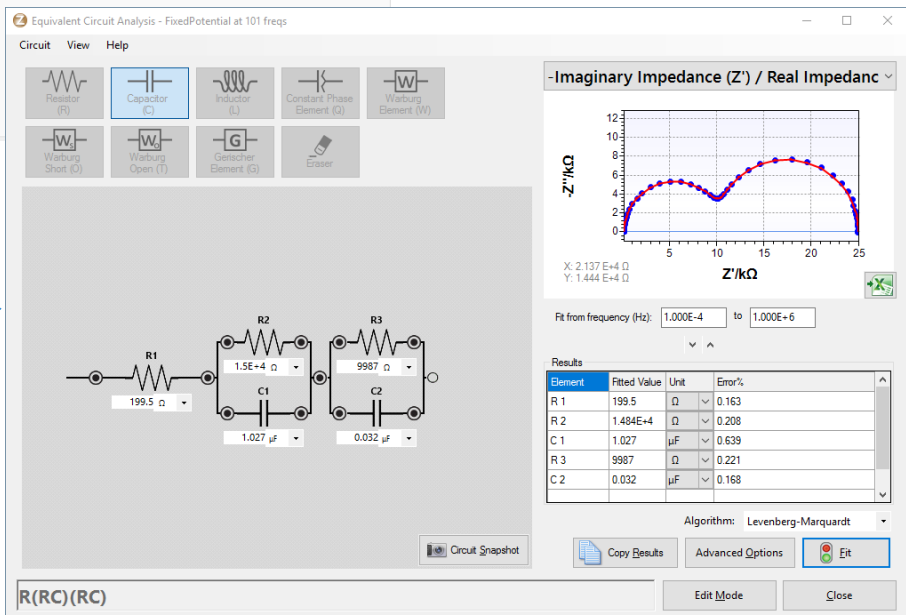 Equivalent Circuit Analysis - FixedPotential at 101 freqs
Circuit View Help
Resistor
(R)
Capacitor
(C)
Inductor
(L)
Constant Phase
Element (Q)
Warburg
Element (W)
W
Warburg
Short (O)
Ws
Warburg
Open (T)
Wo
Gerischer
Element (G)
G
Eraser
R1
199.5 Ω
R2
1.5E+4 Ω
C1
1.027 µF
R3
9987 Ω
C2
0.032 µF
Circuit Snapshot
R(RC)(RC)
-Imaginary Impedance (Z') / Real Impedanc
-Z''/kΩ
12
10
8
6
4
2
0
5 10 15 20 25
Z'/kΩ
X: 2.137 E+4 Ω
Y: 1.444 E+4 Ω
Fit from frequency (Hz): 1.000E-4 to 1.000E+6
Results
Element Fitted Value Unit Error%
R 1 199.5 Ω 0.163
R 2 1.484E+4 Ω 0.208
C 1 1.027 µF 0.639
R 3 9987 Ω 0.221
C 2 0.032 µF 0.168
Algorithm: Levenberg-Marquardt
Copy Results Advanced Options Fit
Edit Mode Close